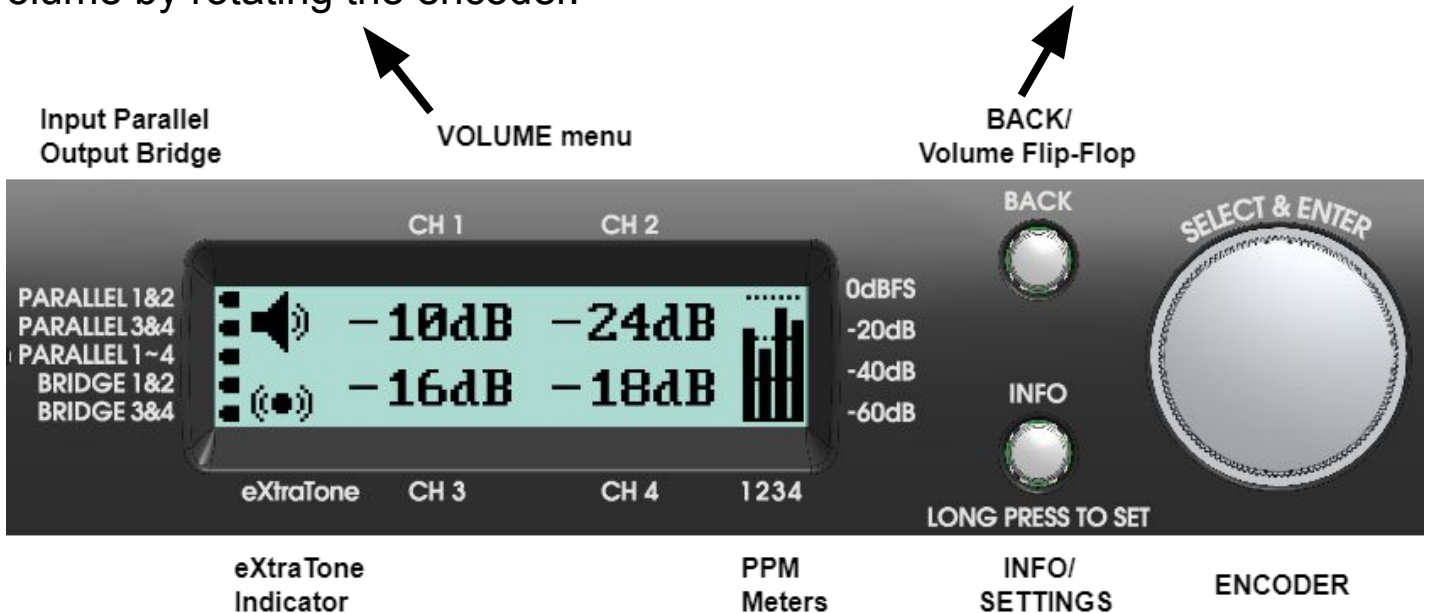 olume by rotating the encoder.
Input Parallel
Output Bridge
VOLUME menu
BACK/
Volume Flip-Flop
CH 1 CH 2
BACK
SELECT & ENTER
PARALLEL 1&2
PARALLEL 3&4
PARALLEL 1~4
BRIDGE 1&2
BRIDGE 3&4
-10dB -24dB
-16dB -18dB
0dBFS
-20dB
-40dB
-60dB
INFO
eXtraTone CH 3 CH 4 1234
LONG PRESS TO SET
eXtraTone
Indicator
PPM
Meters
INFO/
SETTINGS
ENCODER